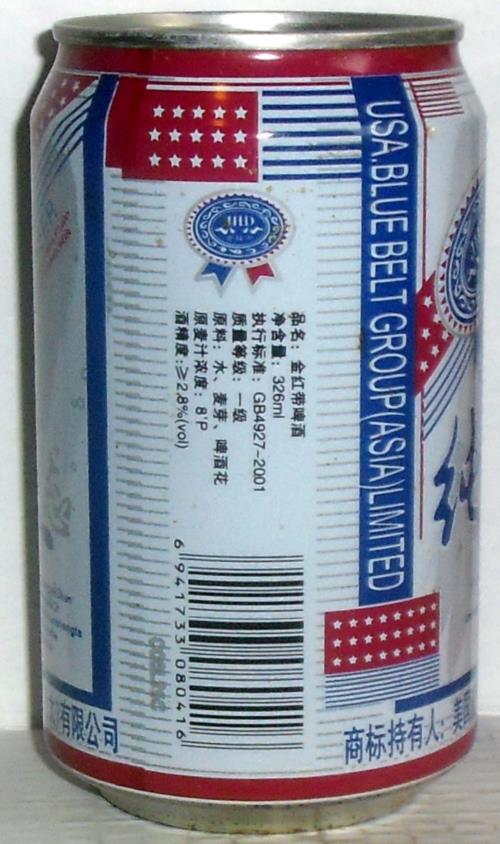 USA.BLUE BELT GROUP(ASIA)LIMITED
品名：金红带啤酒
净含量：326ml
执行标准：GB4927-2001
质量等级：一级
原料：水、麦芽、啤酒花
原麦汁浓度：8°P
酒精度：≥2.8%(vol)
6 941733 080416
有限公司
商标持有人：美国
纯